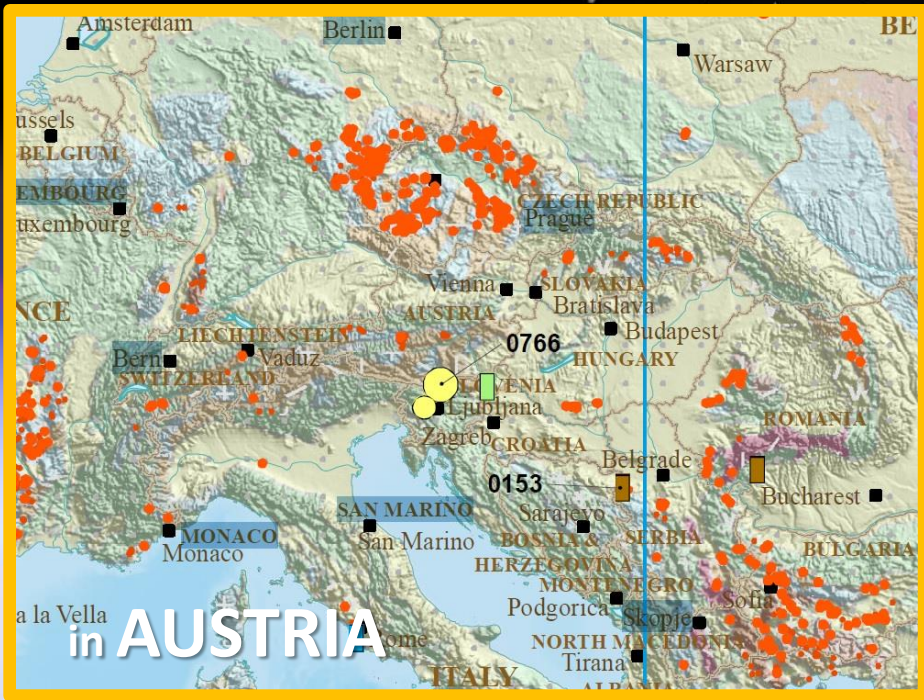 Amsterdam
Berlin
BE
Warsaw
ussels
BELGIUM
EMBOURG
uxembourg
CZECH REPUBLIC
Prague
Vienna
SLOVAKIA
Bratislava
NCE
AUSTRIA
LIECHTENSTEIN
Budapest
0766
Bern
Vaduz
HUNGARY
SWITZERLAND
Ljubljana
ROMANIA
Zagreb
CROATIA
Belgrade
0153
Bucharest
SAN MARINO
Sarajevo
MONACO
San Marino
BOSNIA &
SERBIA
Monaco
BULGARIA
HERZEGOVINA
MONTENEGRO
Sofia
a la Vella
Podgorica
Skopje
in AUSTRIA
NORTH MACEDONIA
Tirana
ITALY